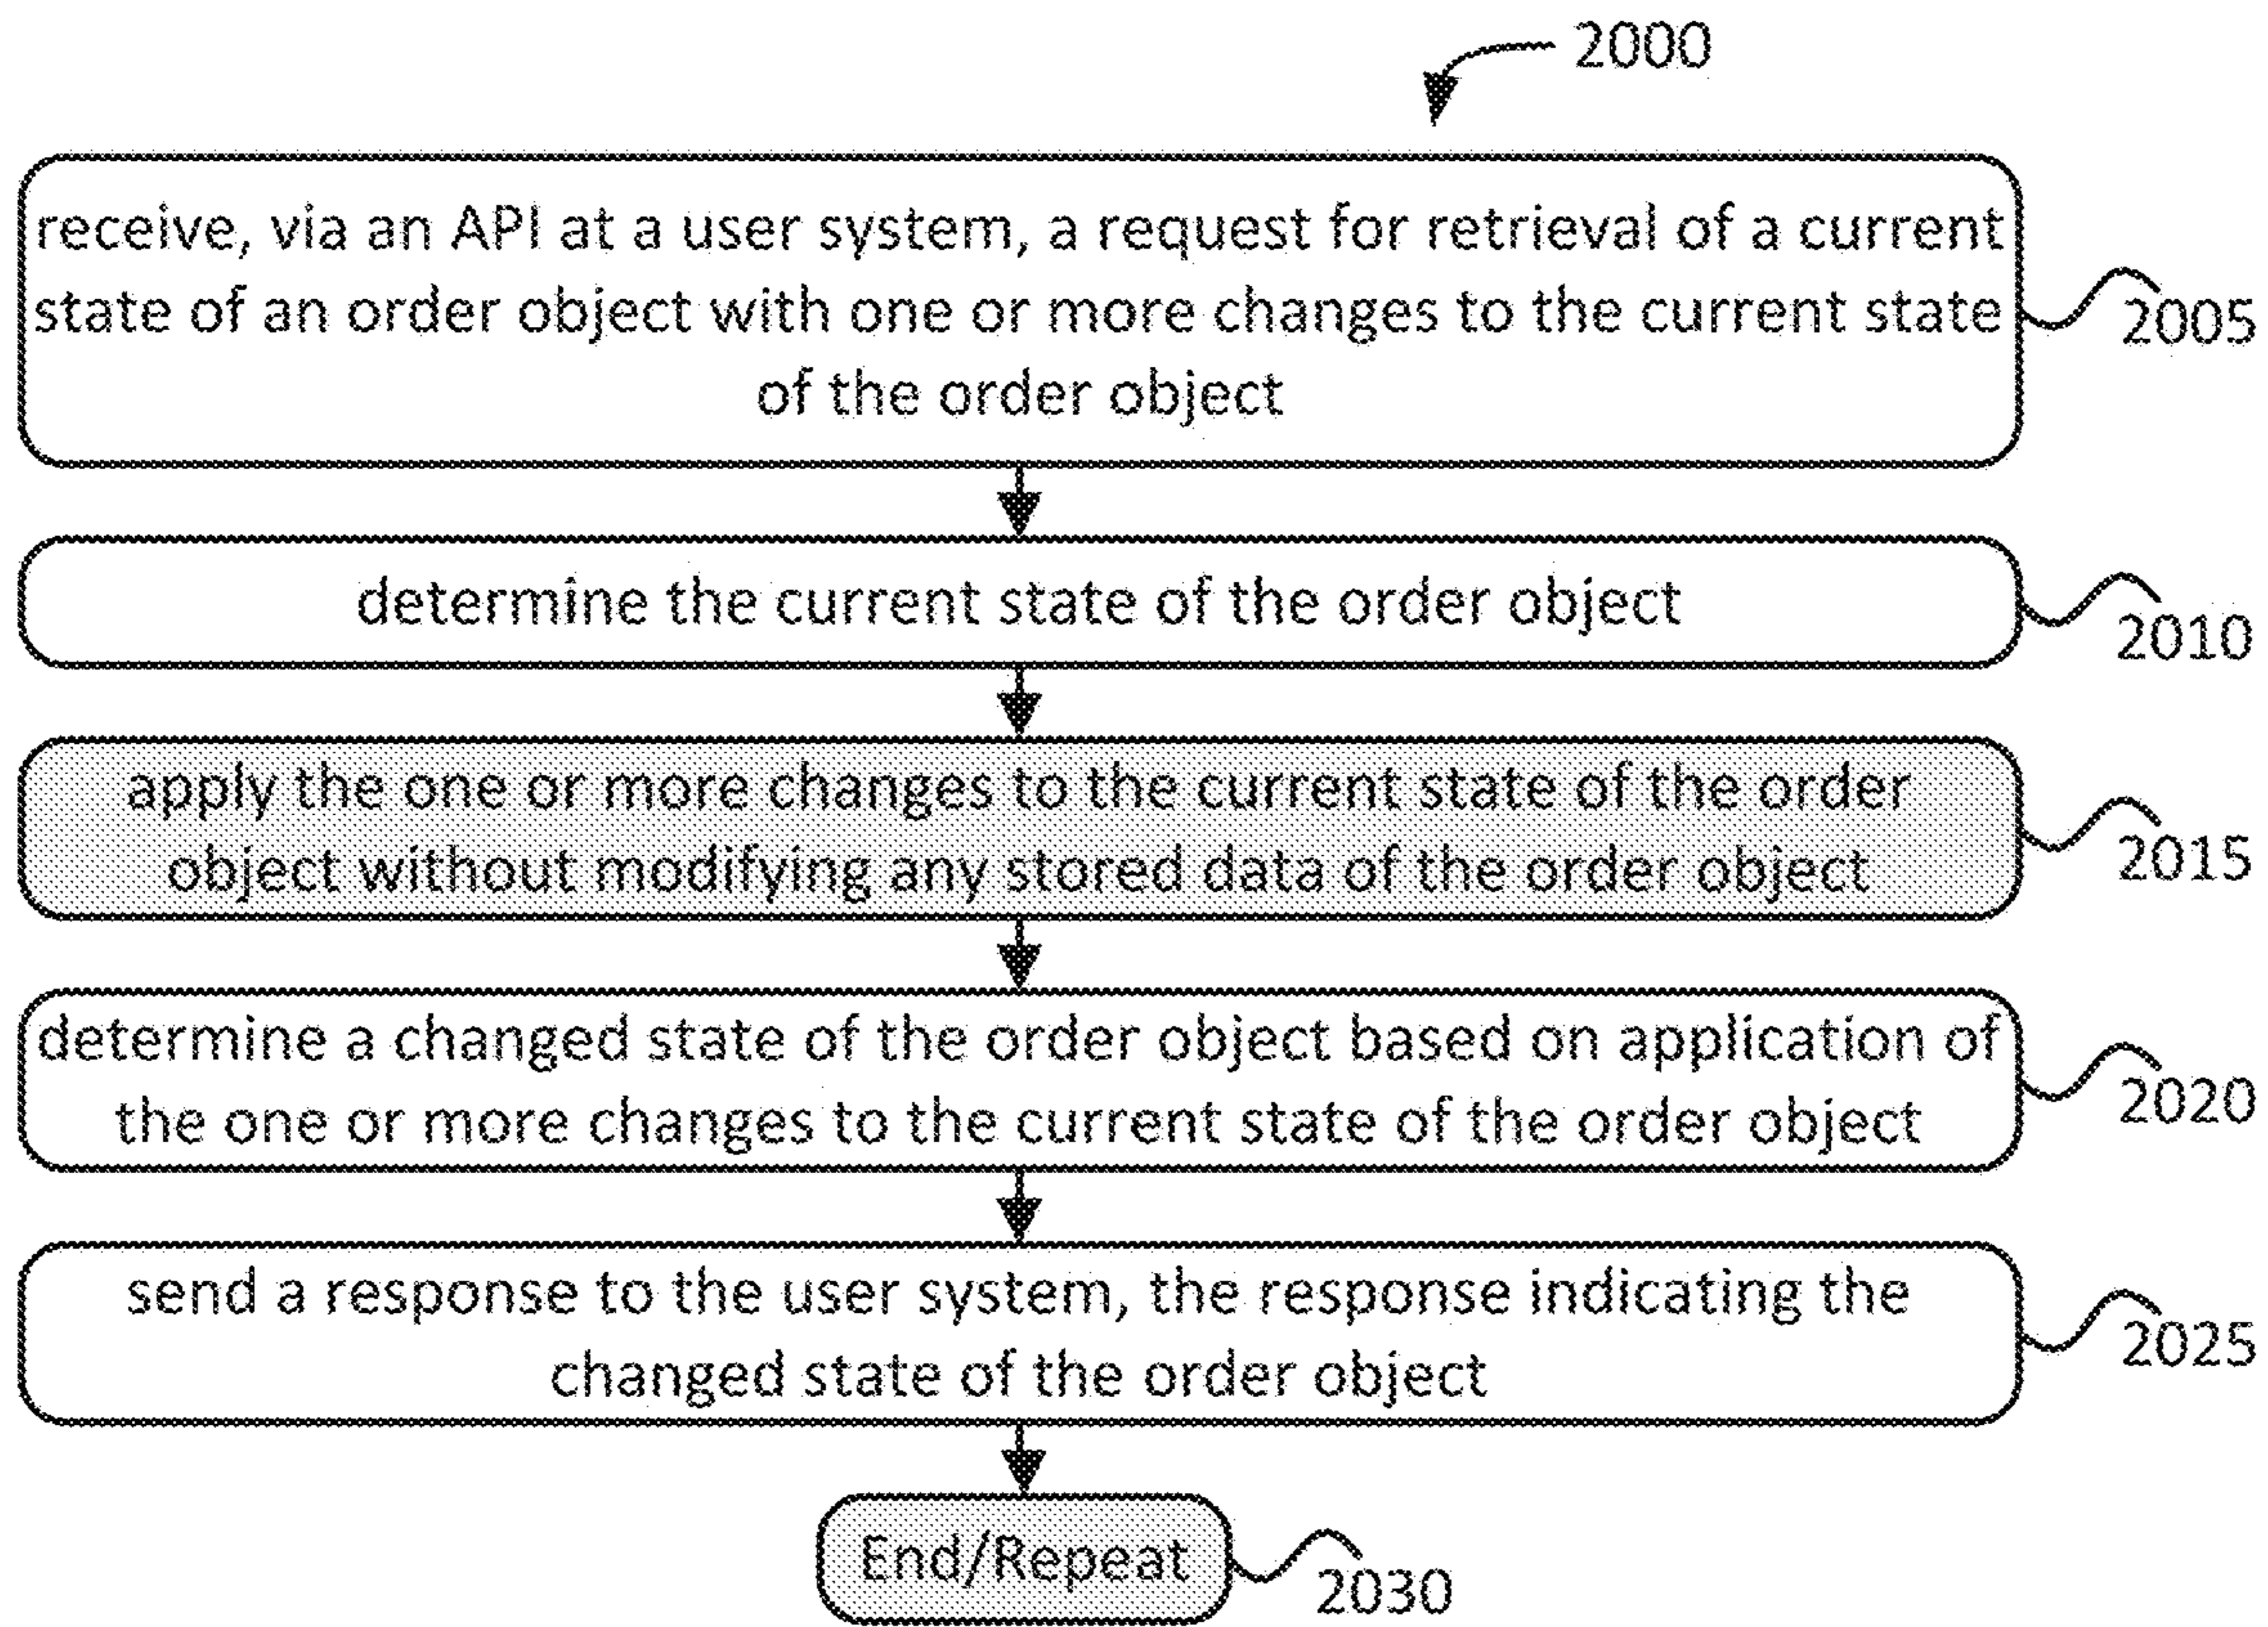 2000
receive, via an API at a user system, a request for retrieval of a current
state of an order object with one or more changes to the current state
of the order object
2005
determine the current state of the order object
2010
apply the one or more changes to the current state of the order
object without modifying any stored data of the order object
2015
determine a changed state of the order object based on application of
the one or more changes to the current state of the order object
2020
send a response to the user system, the response indicating the
changed state of the order object
2025
End/Repeat
2030